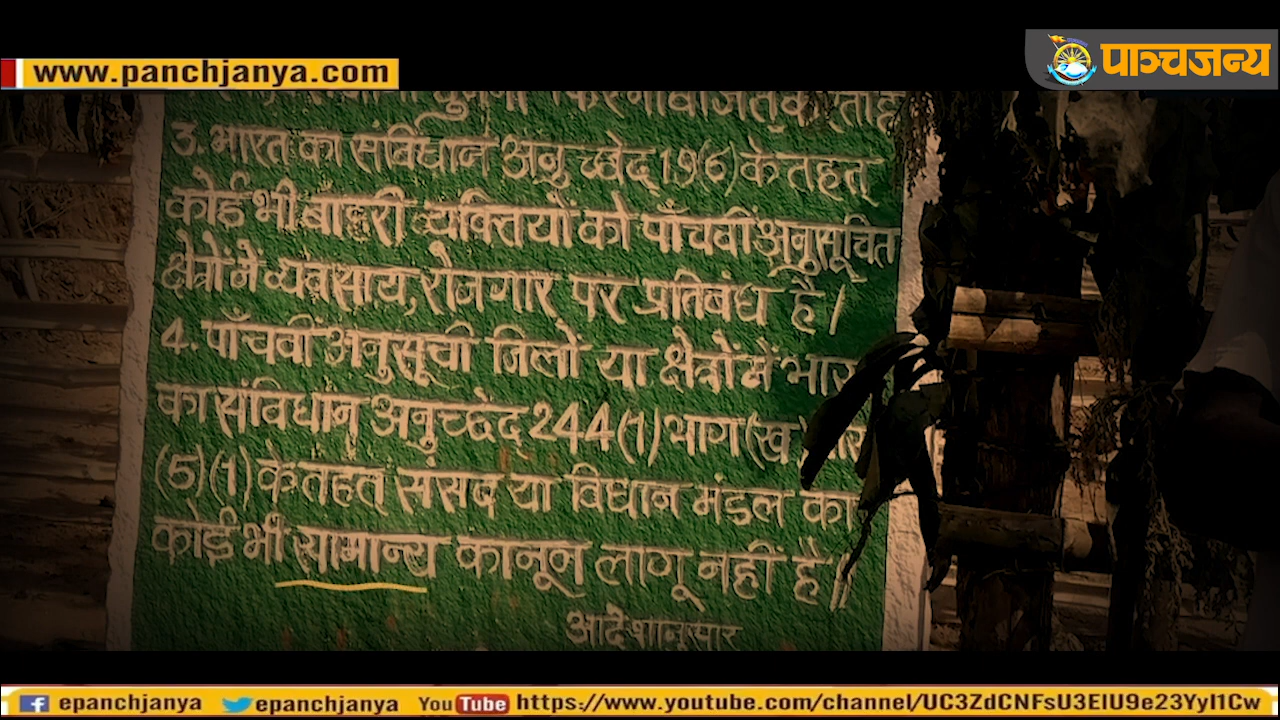 www.panchjanya.com
पाञ्चजन्य
3. भारत का संविधान अनुच्छेद 19(6) के तहत्
कोई भी बाँहरी व्यक्तियों को पाँचवीं अनुसूचित
क्षेत्रों में व्यवसाय, रोजगार पर प्रतिबंध है।
4. पाँचवीं अनुसूची जिलों या क्षेत्रों में
का संविधान अनुच्छेद 244(1) भाग (ख)
(5)(1) के तहत् संसद या विधान मंडल का
कोई भी सामान्य कानून लागू नहीं है॥
आदेशानुसार
epanchjanya epanchjanya YouTube https://www.youtube.com/channel/UC3ZdCNFsU3EIU9e23YyI1Cw